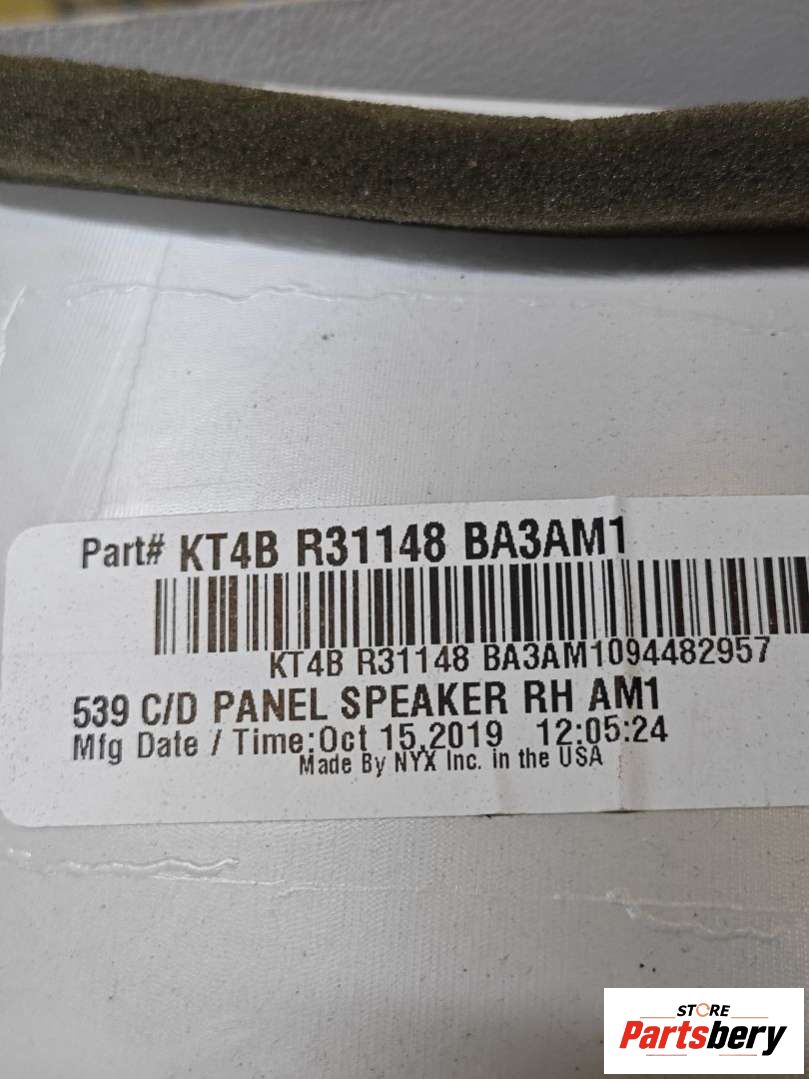 Part# KT4B R31148 BA3AM1
KT4B R31148 BA3AM1094482957
539 C/D PANEL SPEAKER RH AM1
Mfg Date / Time:Oct 15,2019 12:05:24
Made By NYX Inc. in the USA
STORE
Partsbery